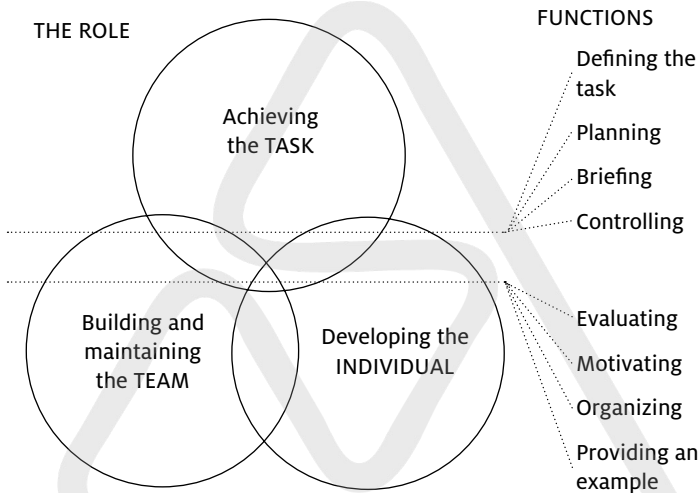 THE ROLE
FUNCTIONS
Achieving
the TASK
Building and
maintaining
the TEAM
Developing the
INDIVIDUAL
Defining the
task
Planning
Briefing
Controlling
Evaluating
Motivating
Organizing
Providing an
example